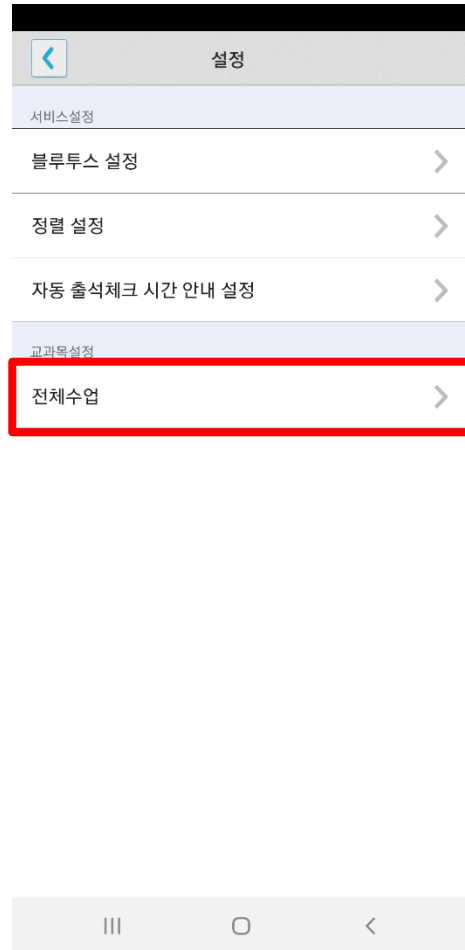 설정
서비스설정
블루투스 설정
정렬 설정
자동 출석체크 시간 안내 설정
교과목설정
전체수업